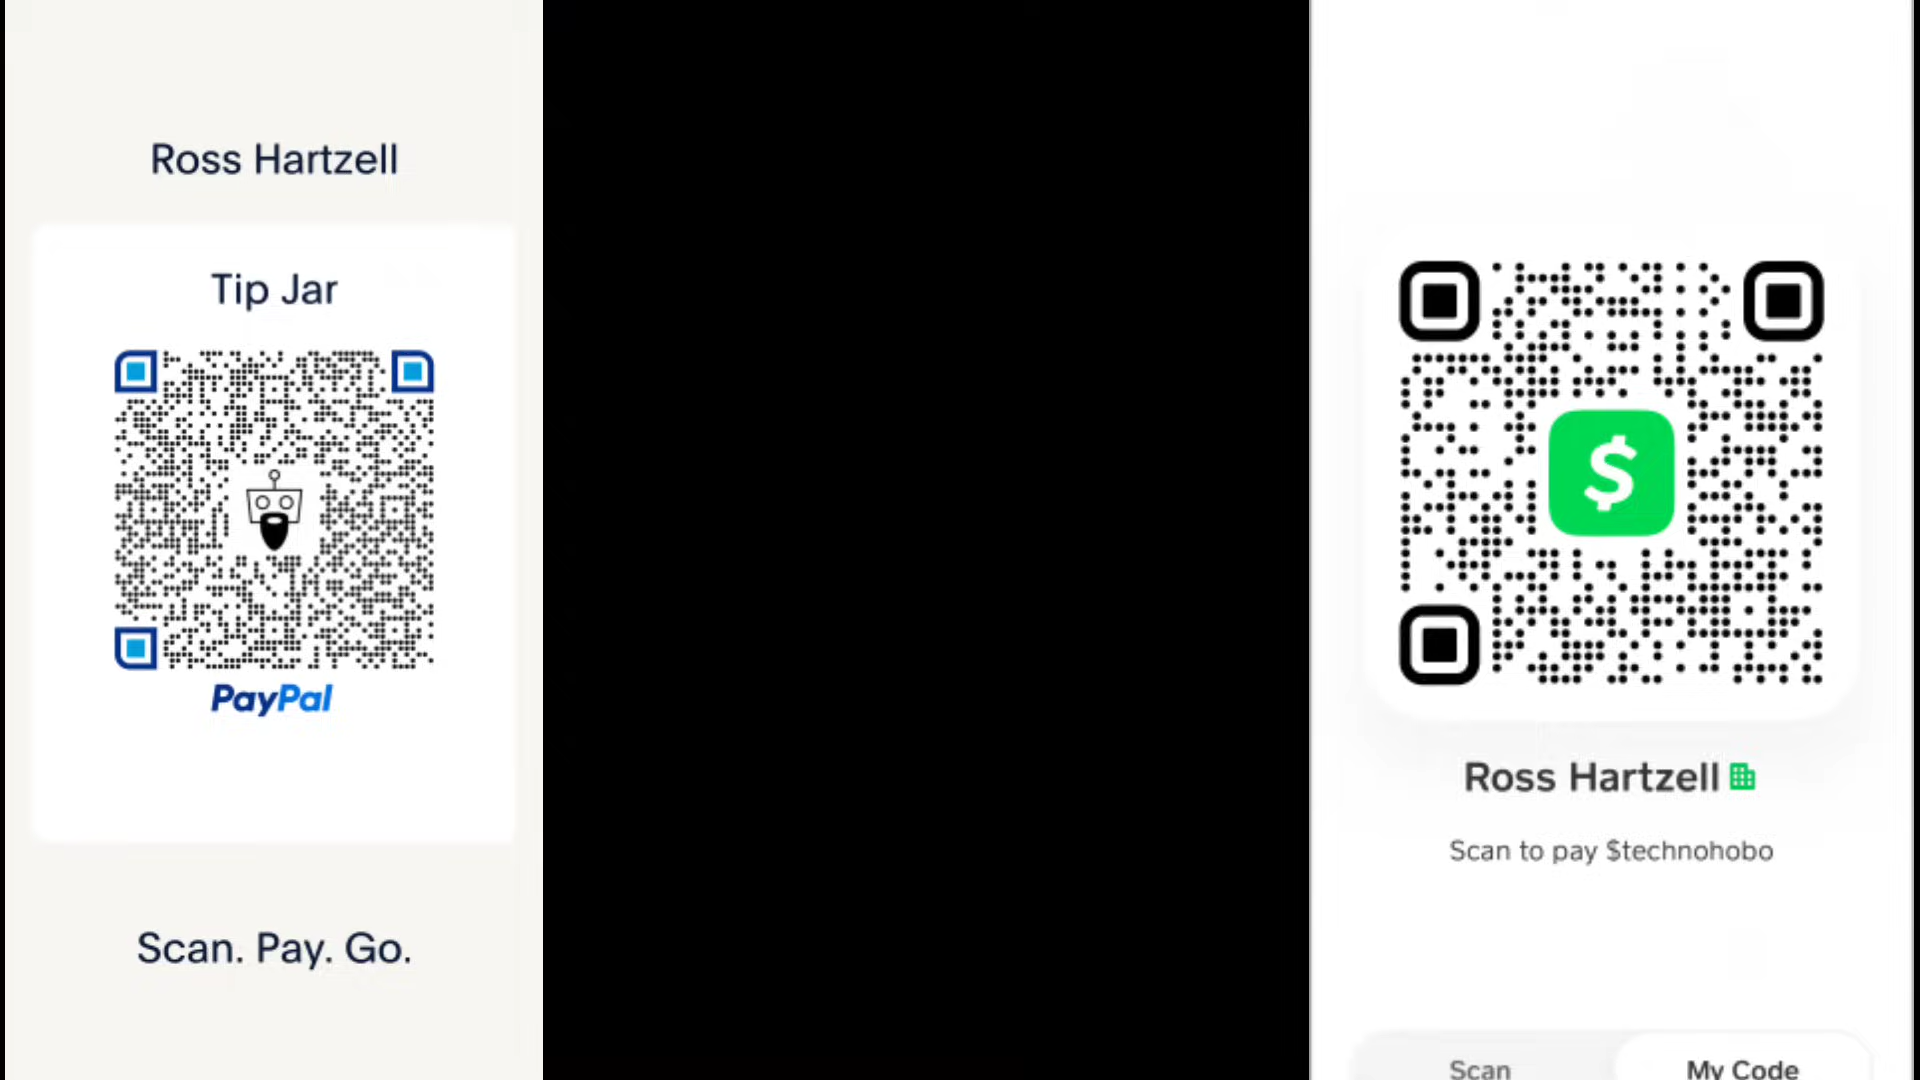 Ross Hartzell
Tip Jar
PayPal
Scan. Pay. Go.
$
Ross Hartzell
Scan to pay $technohobo
Scan
My Code